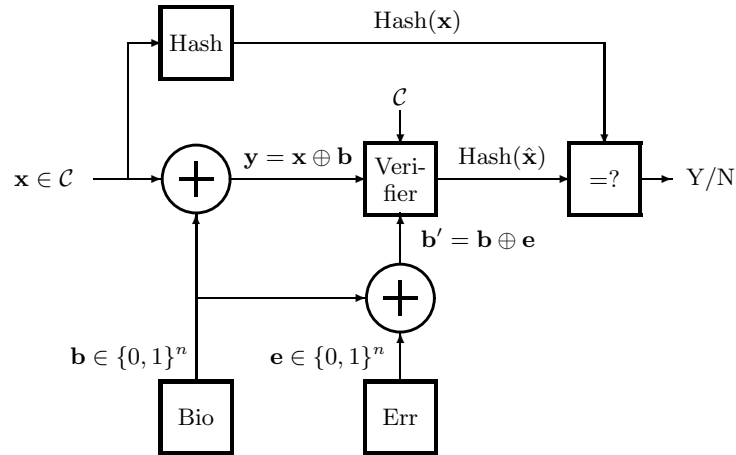 Hash(𝐱)
Hash
𝒞
𝐱 ∈ 𝒞
𝐲 = 𝐱 ⊕ 𝐛
Veri-
fier
Hash(𝐱̂)
=?
Y/N
𝐛′ = 𝐛 ⊕ 𝐞
𝐛 ∈ {0, 1}ⁿ
𝐞 ∈ {0, 1}ⁿ
Bio
Err